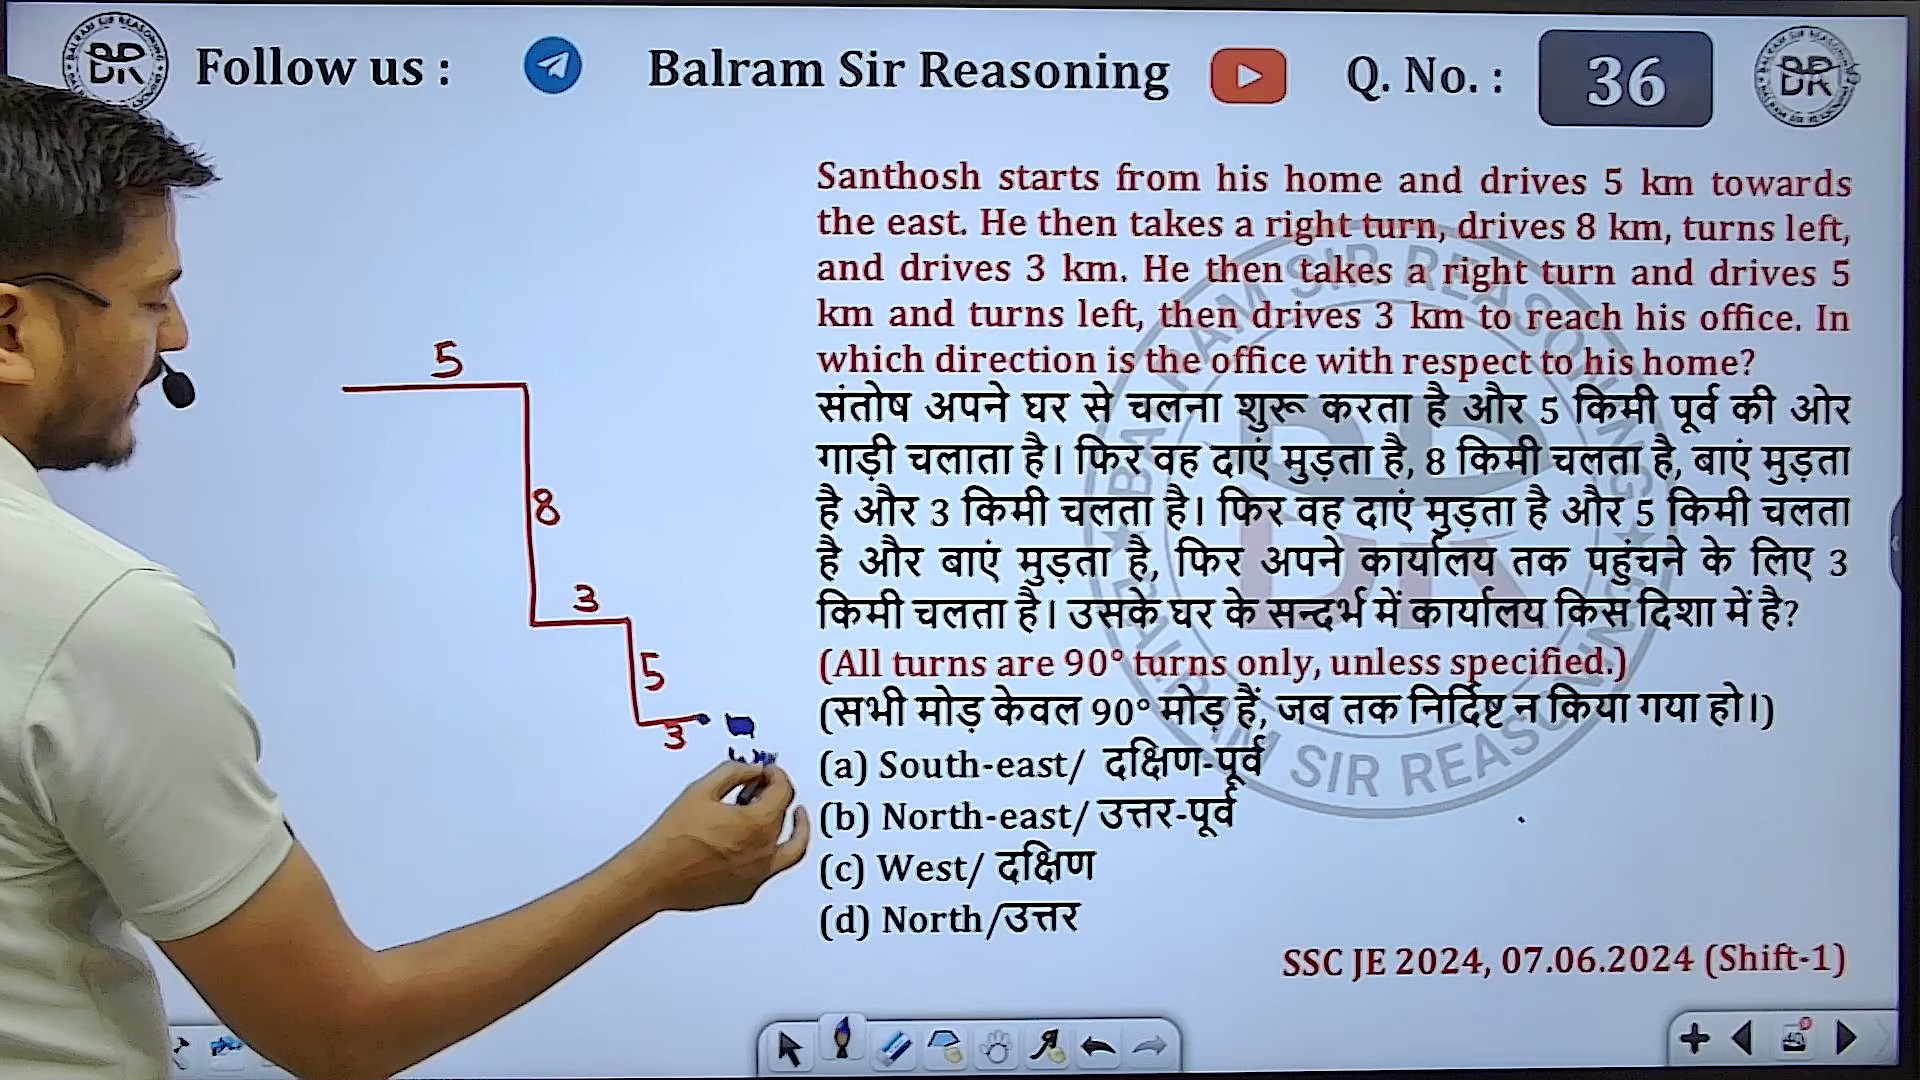 Follow us :
Balram Sir Reasoning
Q. No. :
36
Santhosh starts from his home and drives 5 km towards
the east. He then takes a right turn, drives 8 km, turns left,
and drives 3 km. He then takes a right turn and drives 5
km and turns left, then drives 3 km to reach his office. In
which direction is the office with respect to his home?
संतोष अपने घर से चलना शुरू करता है और 5 किमी पूर्व की ओर
गाड़ी चलाता है। फिर वह दाएं मुड़ता है, 8 किमी चलता है, बाएं मुड़ता
है और 3 किमी चलता है। फिर वह दाएं मुड़ता है और 5 किमी चलता
है और बाएं मुड़ता है, फिर अपने कार्यालय तक पहुंचने के लिए 3
किमी चलता है। उसके घर के सन्दर्भ में कार्यालय किस दिशा में है?
(All turns are 90° turns only, unless specified.)
(सभी मोड़ केवल 90° मोड़ हैं, जब तक निर्दिष्ट न किया गया हो।)
(a) South-east/ दक्षिण-पूर्व
(b) North-east/ उत्तर-पूर्व
(c) West/ दक्षिण
(d) North/उत्तर
SSC JE 2024, 07.06.2024 (Shift-1)
5
8
3
5
3